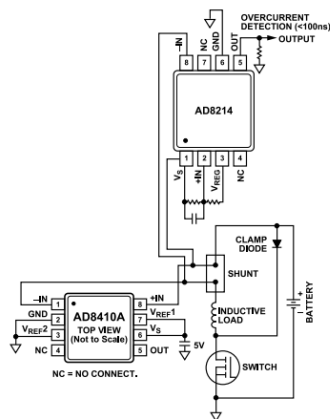 OVERCURRENT
DETECTION (<100ns)
OUTPUT
–IN
NC
GND
OUT
8
7
6
5
AD8214
1
2
3
4
VS
+IN
VREG
NC
CLAMP
DIODE
SHUNT
INDUCTIVE
LOAD
BATTERY
SWITCH
–IN
1
8
+IN
GND
2
7
VREF1
VREF2
3
6
VS
NC
4
5
OUT
AD8410A
TOP VIEW
(Not to Scale)
5V
+
–
NC = NO CONNECT.